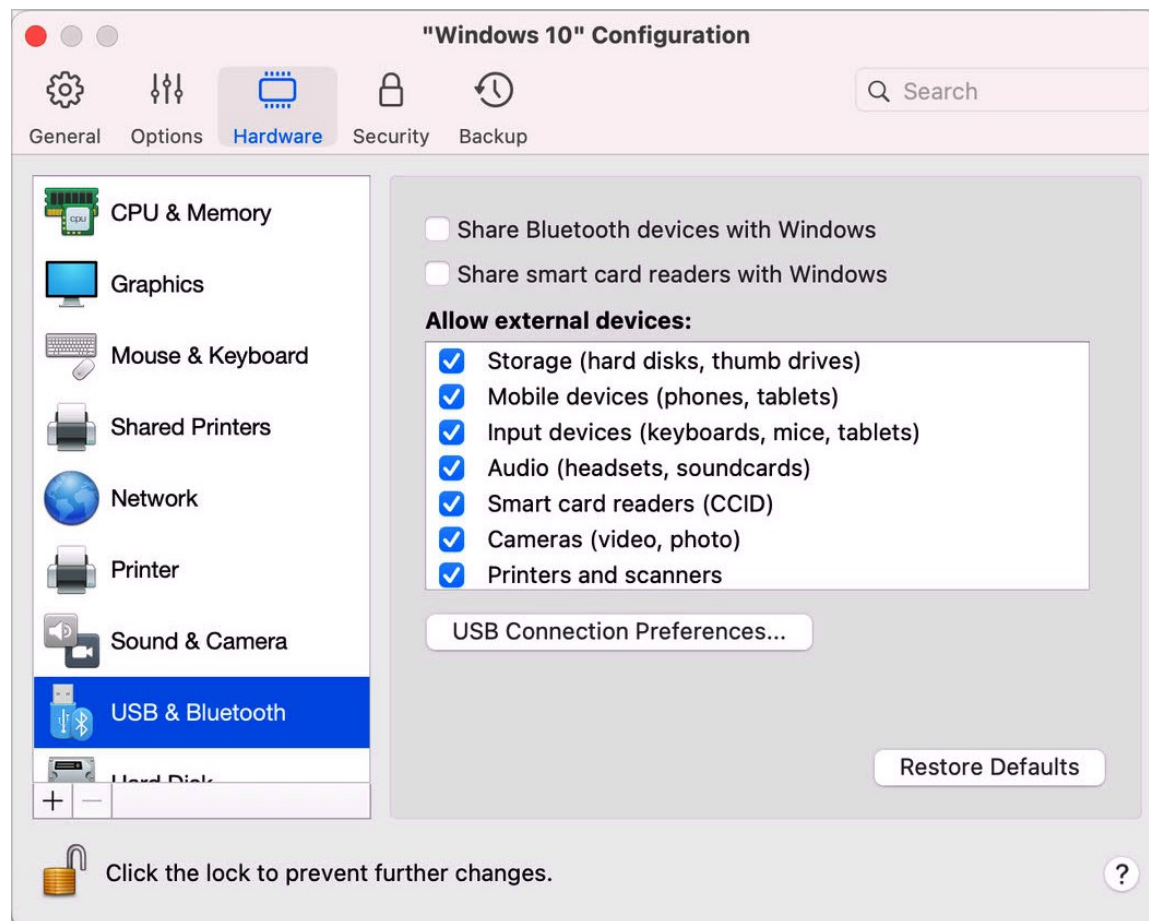 "Windows 10" Configuration
General
Options
Hardware
Security
Backup
Search
CPU & Memory
cpu
Graphics
Mouse & Keyboard
Shared Printers
Network
Printer
Sound & Camera
USB & Bluetooth
Hard Disk
Share Bluetooth devices with Windows
Share smart card readers with Windows
Allow external devices:
Storage (hard disks, thumb drives)
Mobile devices (phones, tablets)
Input devices (keyboards, mice, tablets)
Audio (headsets, soundcards)
Smart card readers (CCID)
Cameras (video, photo)
Printers and scanners
USB Connection Preferences...
Restore Defaults
Click the lock to prevent further changes.
?